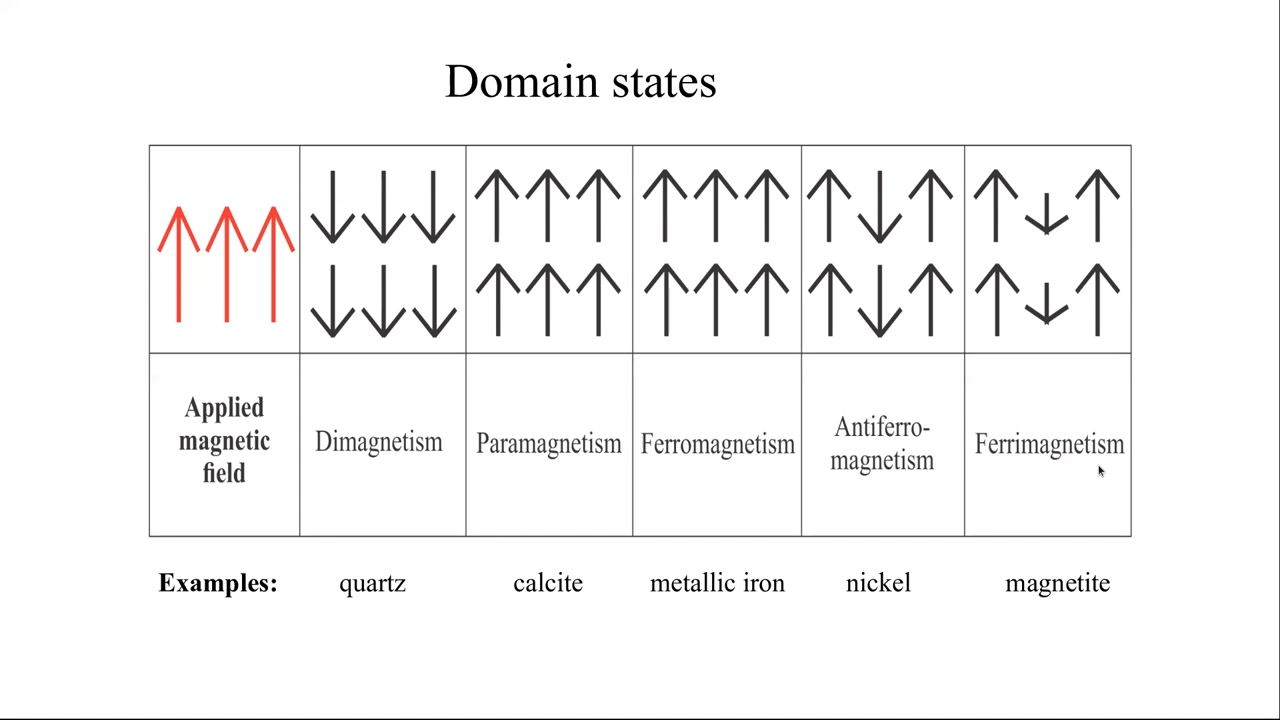 Domain states
Applied
magnetic
field
Dimagnetism
Paramagnetism
Ferromagnetism
Antiferro-
magnetism
Ferrimagnetism
Examples: quartz calcite metallic iron nickel magnetite